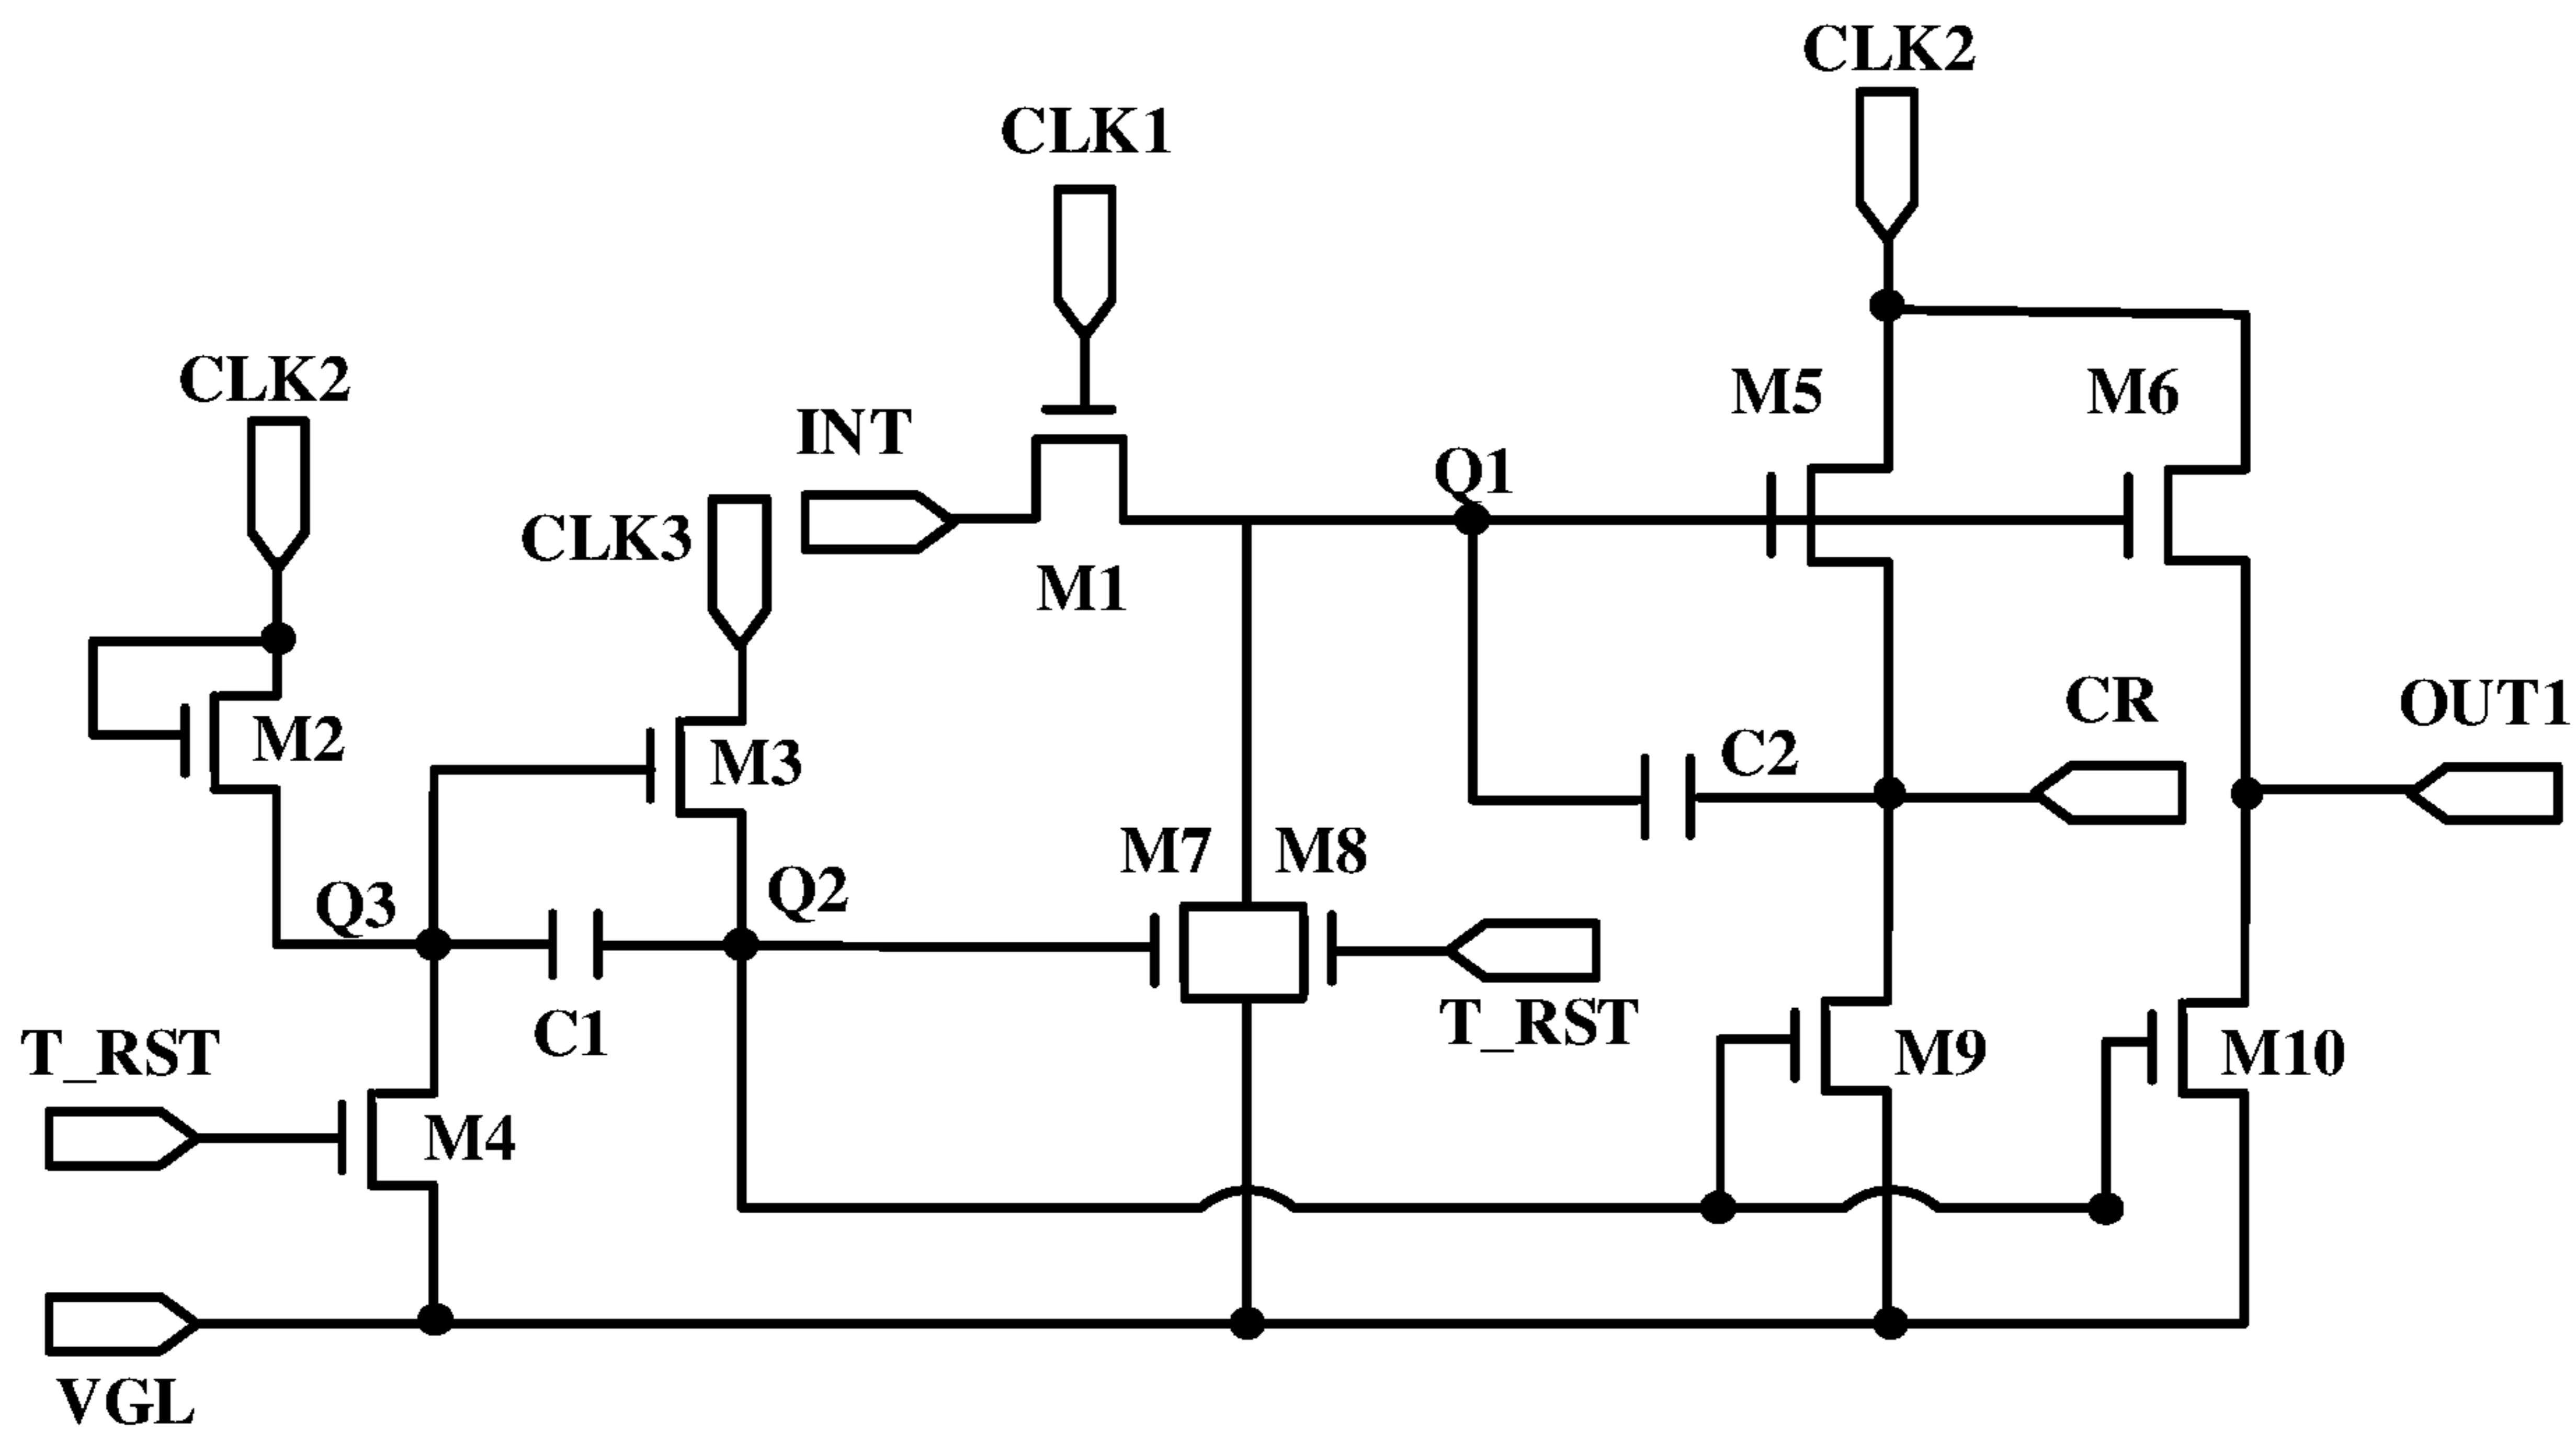 CLK2
CLK1
CLK2
M5
M6
INT
Q1
CLK3
M1
CR
OUT1
M2
M3
C2
M7
M8
Q3
Q2
C1
T_RST
T_RST
M9
M10
M4
VGL